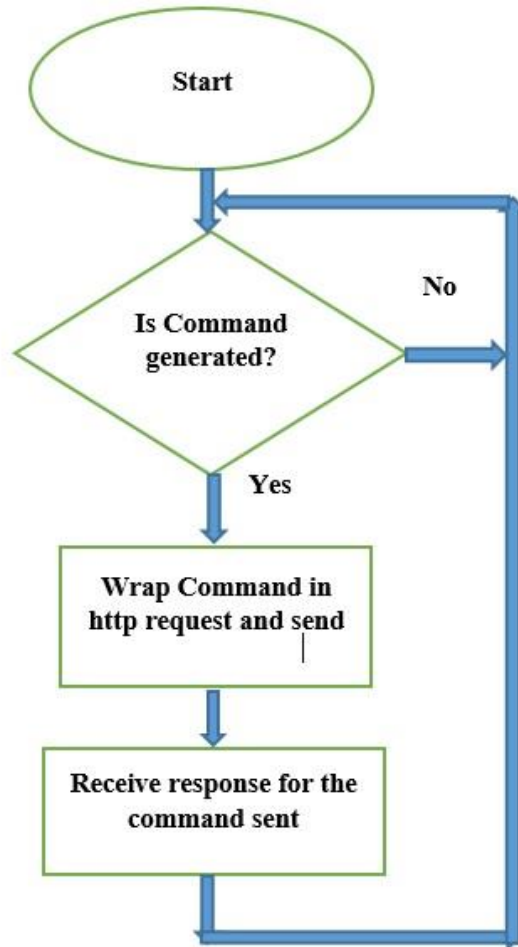 Start
Is Command
generated?
No
Yes
Wrap Command in
http request and send
Receive response for the
command sent